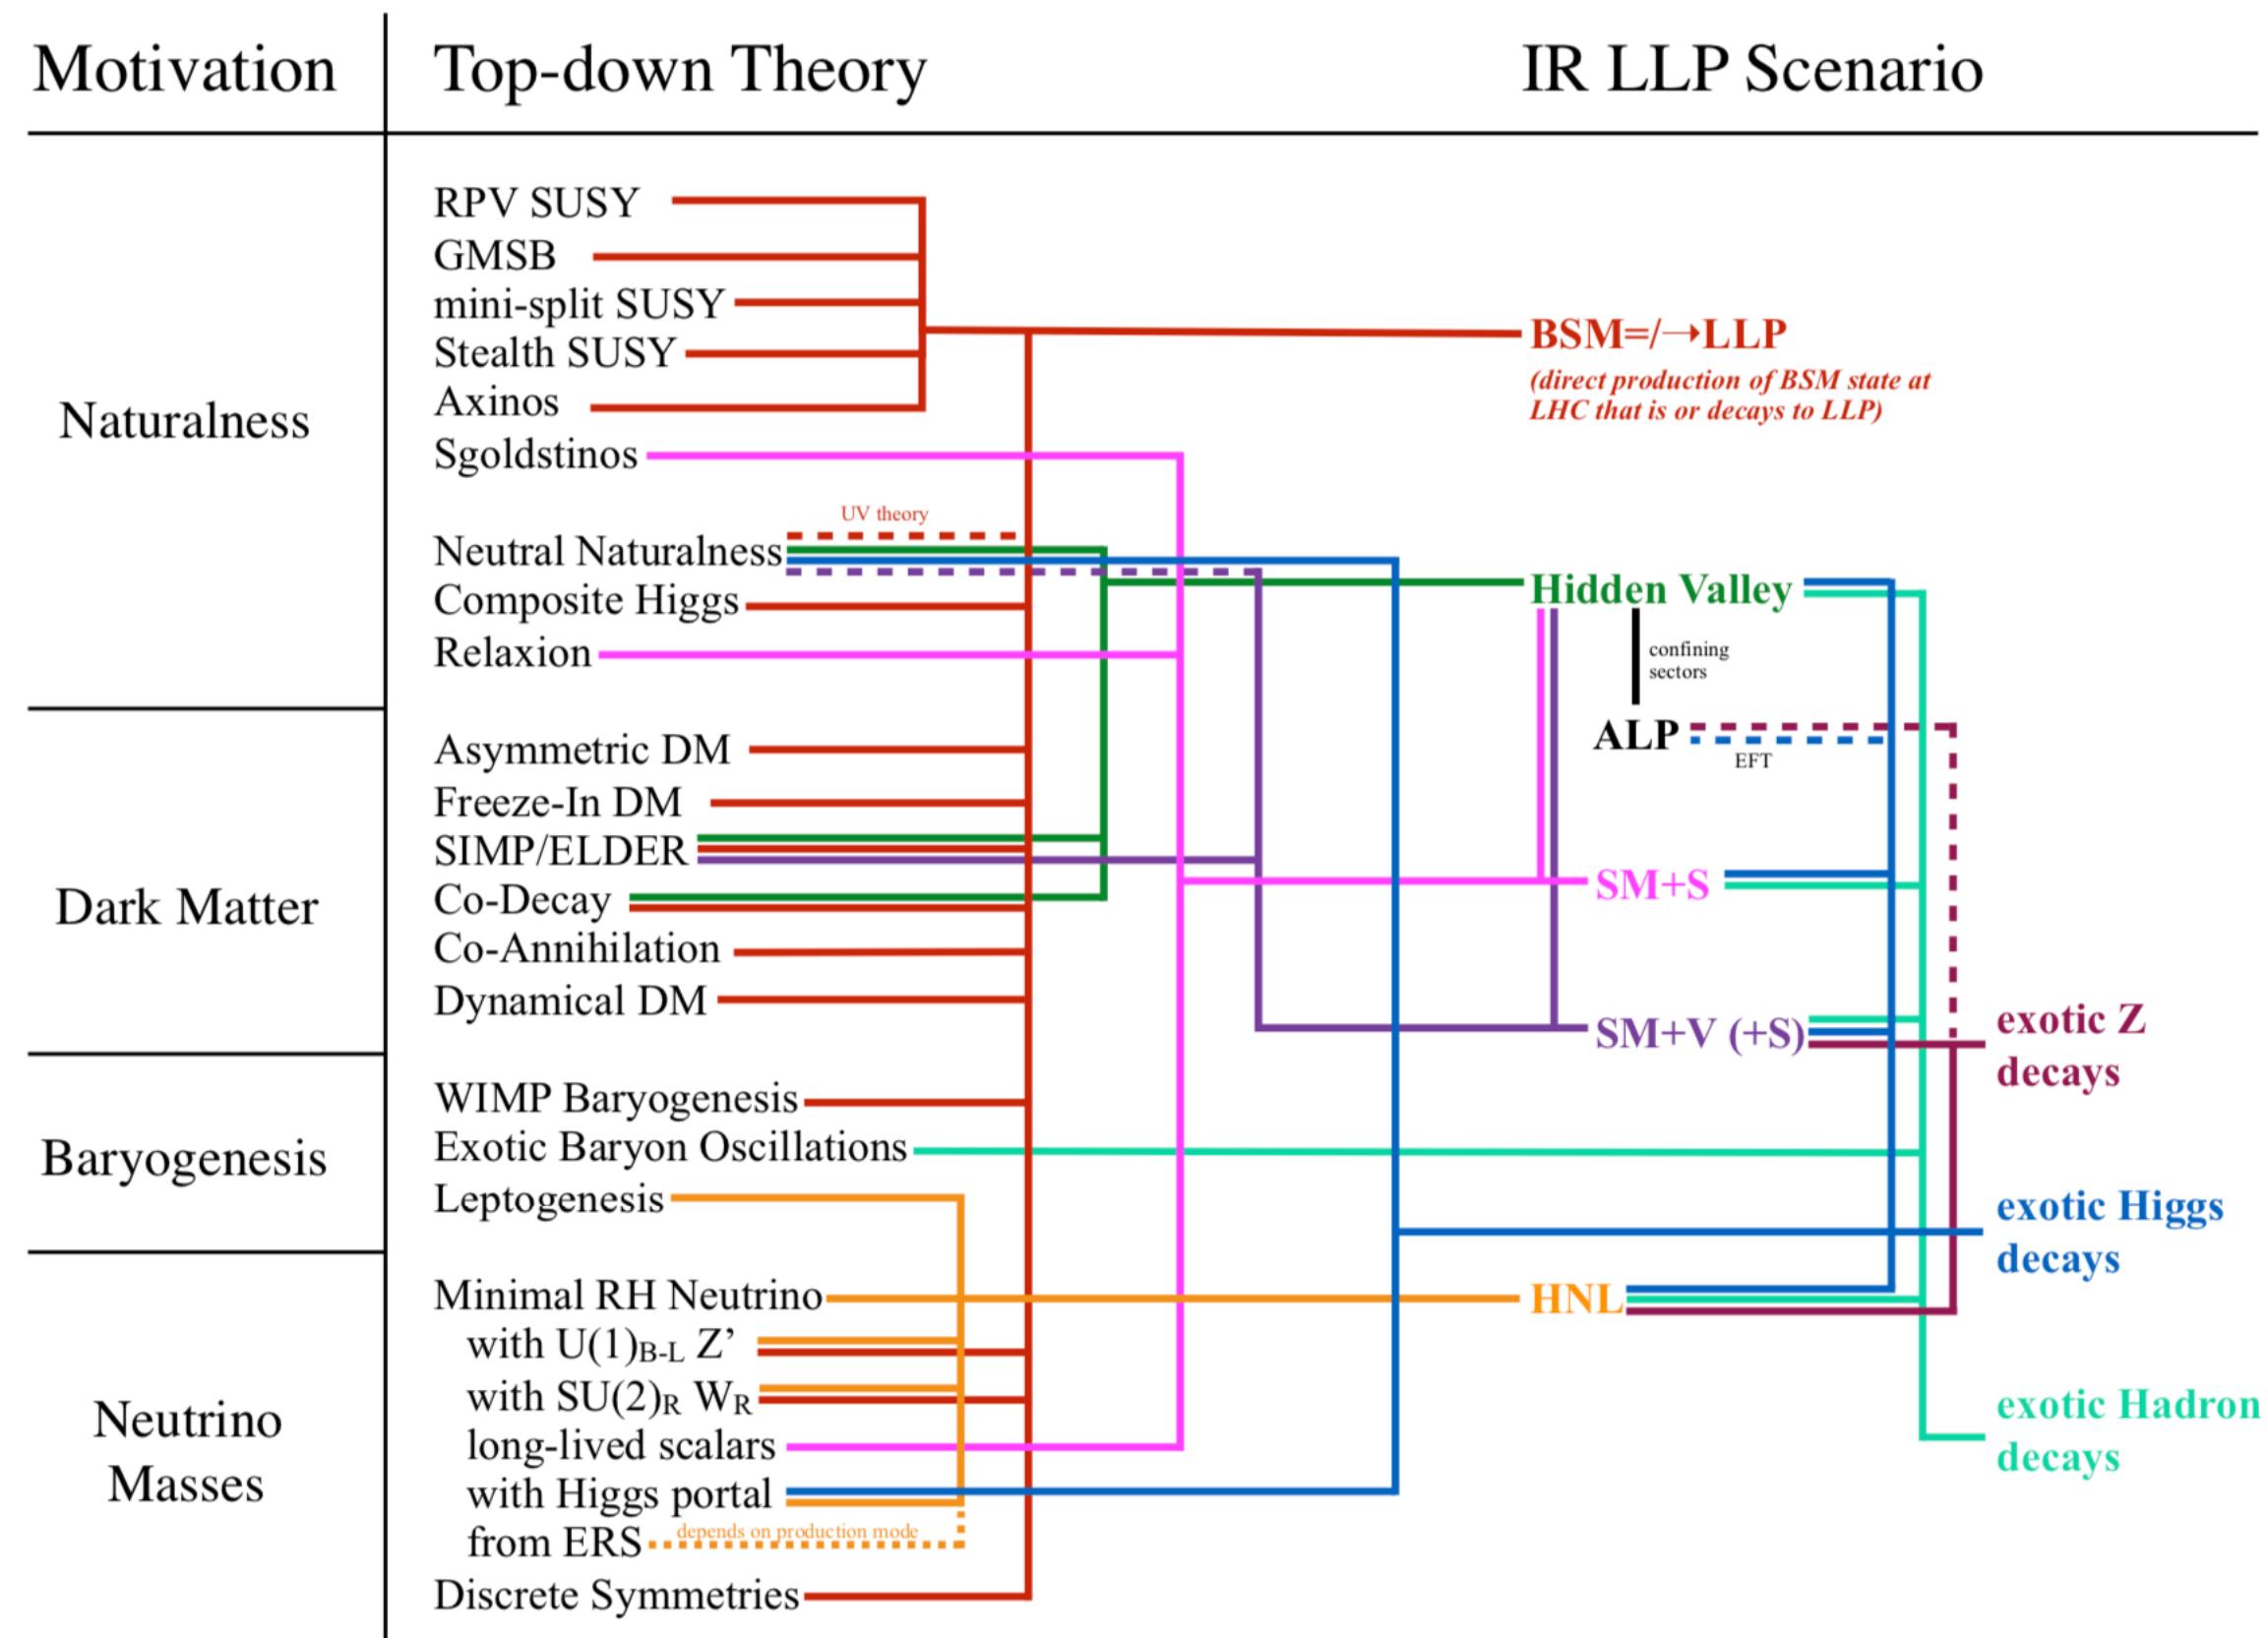 Motivation
Top-down Theory
IR LLP Scenario
Naturalness
RPV SUSY
GMSB
mini-split SUSY
Stealth SUSY
Axinos
Sgoldstinos
UV theory
Neutral Naturalness
Composite Higgs
Relaxion
Dark Matter
Asymmetric DM
Freeze-In DM
SIMP/ELDER
Co-Decay
Co-Annihilation
Dynamical DM
Baryogenesis
WIMP Baryogenesis
Exotic Baryon Oscillations
Leptogenesis
Neutrino
Masses
Minimal RH Neutrino
with U(1)B-L Z’
with SU(2)R WR
long-lived scalars
with Higgs portal
depends on production mode
from ERS
Discrete Symmetries
BSM=/→LLP
(direct production of BSM state at
LHC that is or decays to LLP)
Hidden Valley
confining
sectors
ALP
EFT
SM+S
SM+V (+S)
HNL
exotic Z
decays
exotic Higgs
decays
exotic Hadron
decays